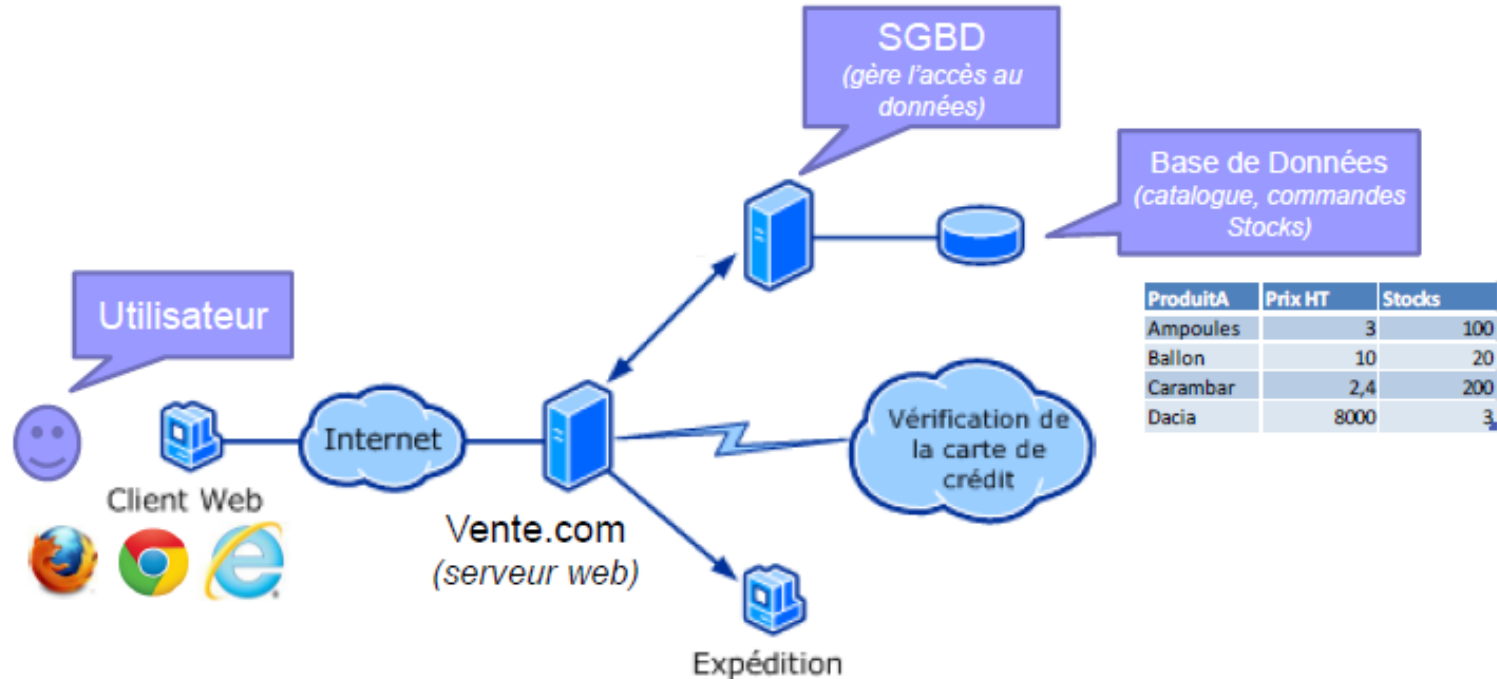 SGBD
(gère l'accès au
données)
Base de Données
(catalogue, commandes
Stocks)
Utilisateur
ProduitA Prix HT Stocks
Ampoules 3 100
Ballon 10 20
Carambar 2,4 200
Dacia 8000 3
Internet
Vérification de
la carte de
crédit
Client Web
Vente.com
(serveur web)
Expédition